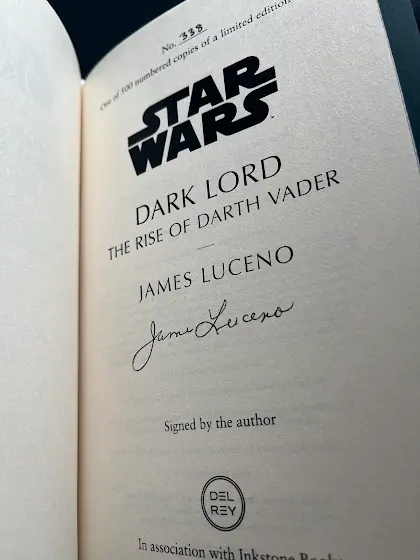 No. 338
One of 500 numbered copies of a limited edition
STAR
WARS
DARK LORD
THE RISE OF DARTH VADER
JAMES LUCENO
James Luceno
Signed by the author
DEL
REY
In association with Inkstone Books